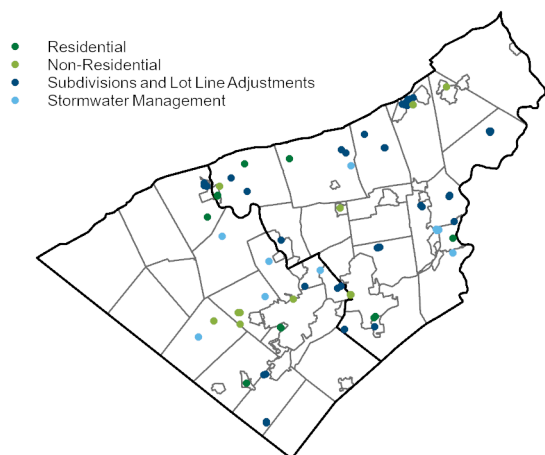 Residential
Non-Residential
Subdivisions and Lot Line Adjustments
Stormwater Management